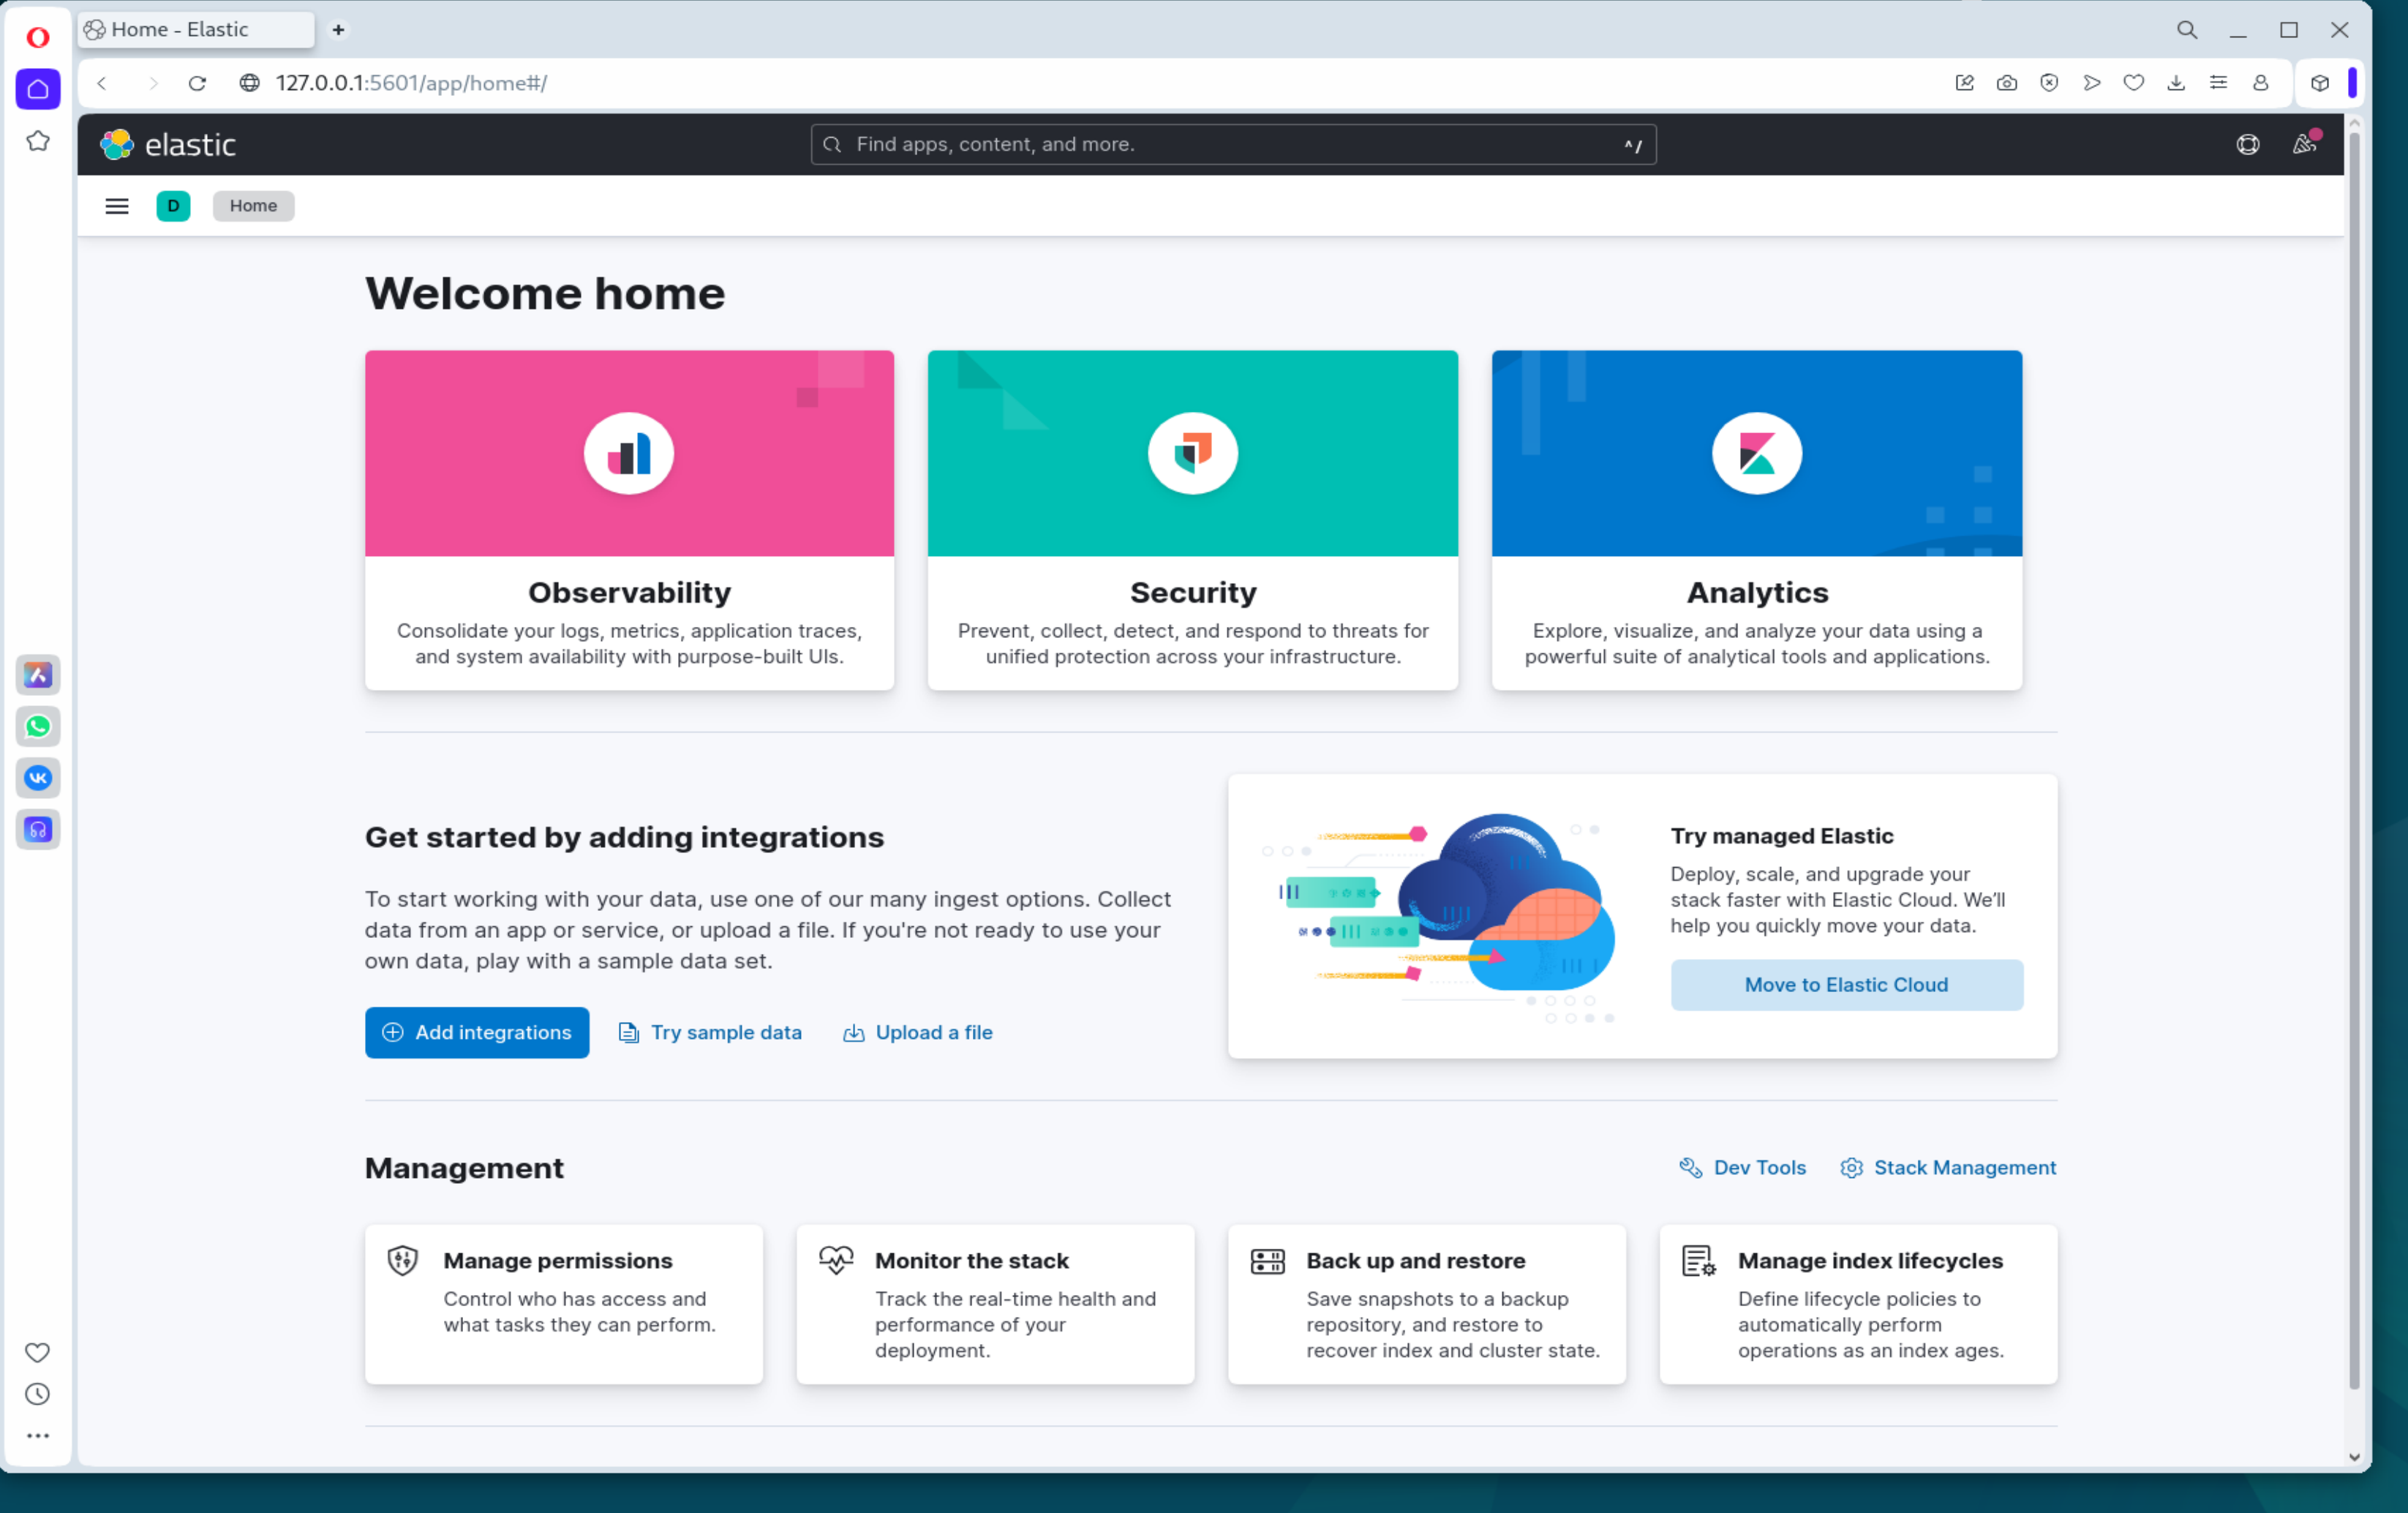 Home - Elastic
127.0.0.1:5601/app/home#/
elastic
Find apps, content, and more.
^/
D
Home
Welcome home
Observability
Consolidate your logs, metrics, application traces,
and system availability with purpose-built UIs.
Security
Prevent, collect, detect, and respond to threats for
unified protection across your infrastructure.
Analytics
Explore, visualize, and analyze your data using a
powerful suite of analytical tools and applications.
Get started by adding integrations
To start working with your data, use one of our many ingest options. Collect
data from an app or service, or upload a file. If you're not ready to use your
own data, play with a sample data set.
Add integrations
Try sample data
Upload a file
Try managed Elastic
Deploy, scale, and upgrade your
stack faster with Elastic Cloud. We’ll
help you quickly move your data.
Move to Elastic Cloud
Management
Dev Tools
Stack Management
Manage permissions
Control who has access and
what tasks they can perform.
Monitor the stack
Track the real-time health and
performance of your
deployment.
Back up and restore
Save snapshots to a backup
repository, and restore to
recover index and cluster state.
Manage index lifecycles
Define lifecycle policies to
automatically perform
operations as an index ages.